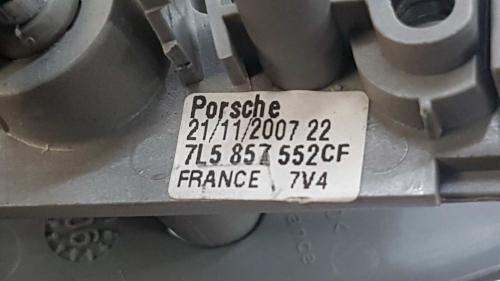 Porsche
21/11/2007 22
7L5 857 552CF
FRANCE 7V4